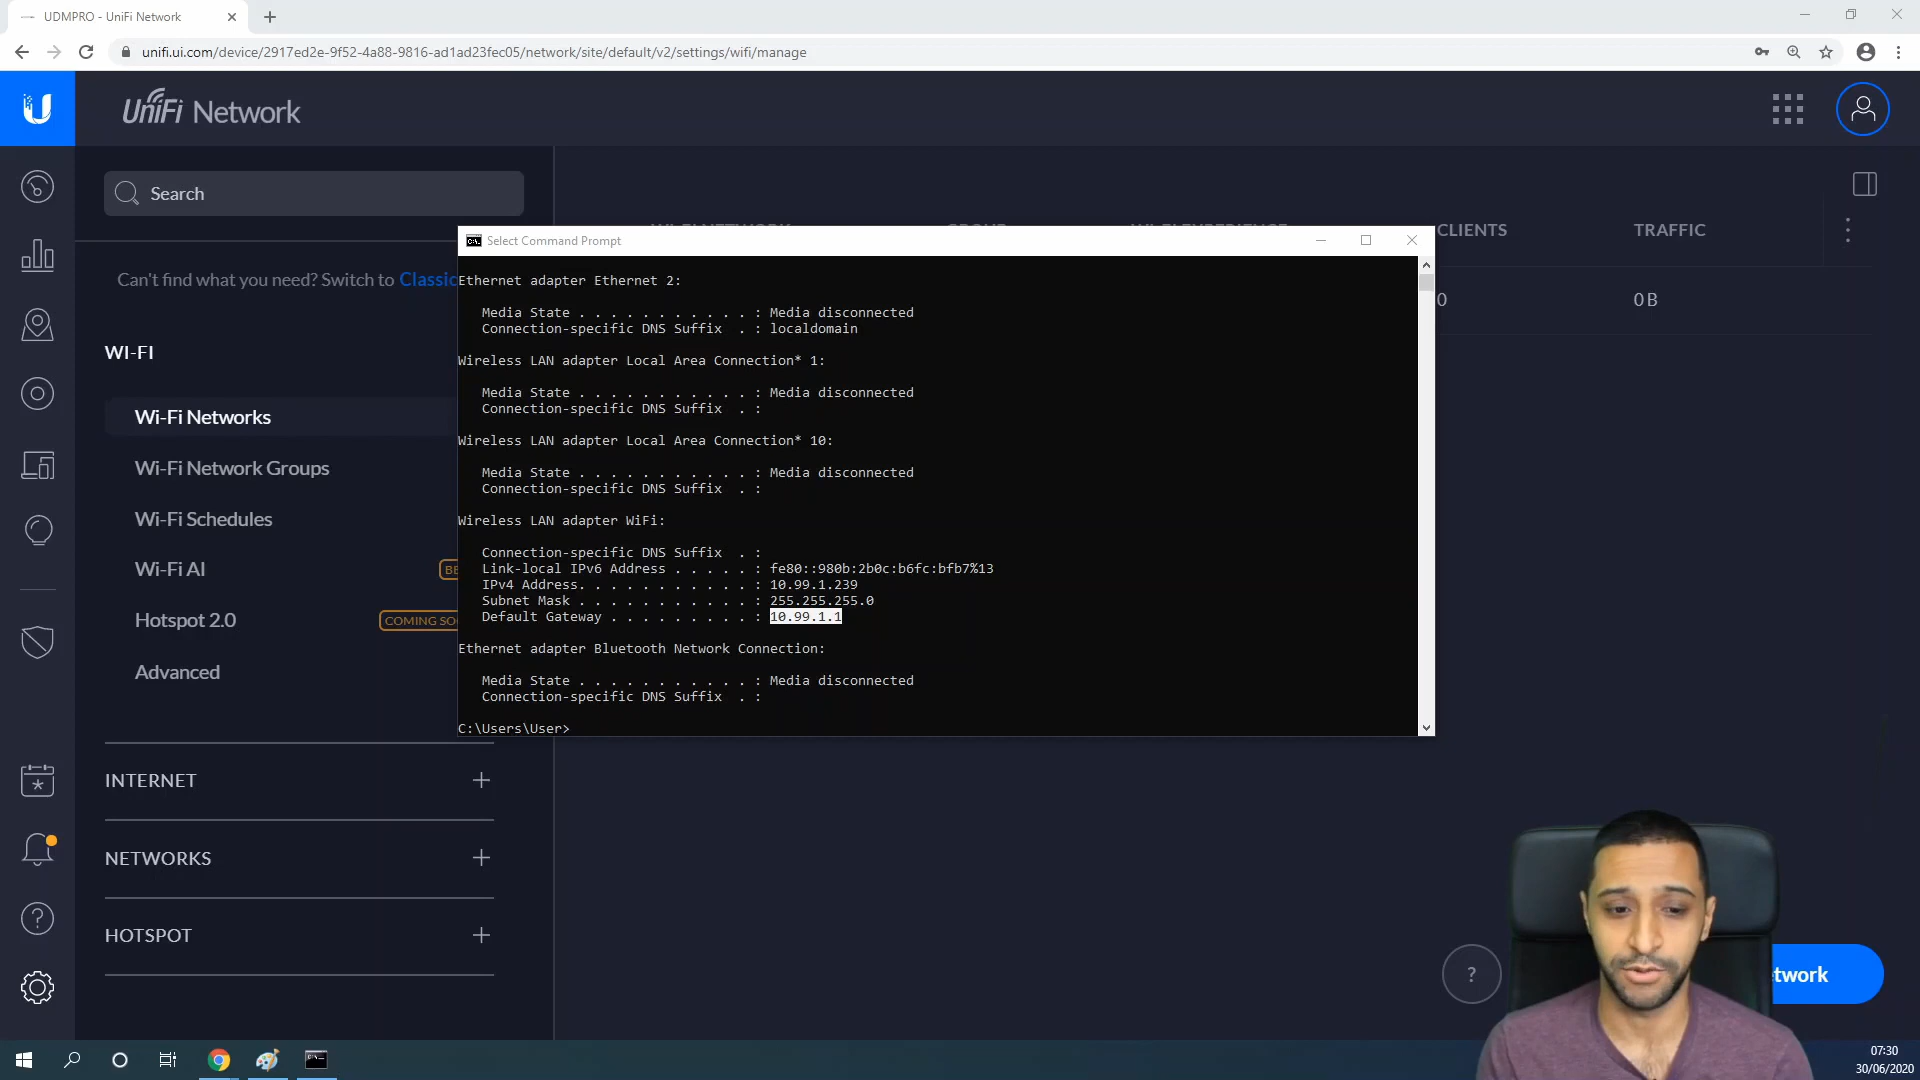 UDMPRO - UniFi Network
unifi.ui.com/device/2917ed2e-9f52-4a88-9816-ad1ad23fec05/network/site/default/v2/settings/wifi/manage
UniFi Network
Search
Can't find what you need? Switch to Classic
WI-FI
Wi-Fi Networks
Wi-Fi Network Groups
Wi-Fi Schedules
Wi-Fi AI
BE
Hotspot 2.0
COMING SO
Advanced
INTERNET
NETWORKS
HOTSPOT
CLIENTS
TRAFFIC
0
0 B
Select Command Prompt
Ethernet adapter Ethernet 2:
Media State . . . . . . . . . . . : Media disconnected
Connection-specific DNS Suffix  . : localdomain
Wireless LAN adapter Local Area Connection* 1:
Media State . . . . . . . . . . . : Media disconnected
Connection-specific DNS Suffix  . :
Wireless LAN adapter Local Area Connection* 10:
Media State . . . . . . . . . . . : Media disconnected
Connection-specific DNS Suffix  . :
Wireless LAN adapter WiFi:
Connection-specific DNS Suffix  . :
Link-local IPv6 Address . . . . . : fe80::980b:2b0c:b6fc:bfb7%13
IPv4 Address. . . . . . . . . . . : 10.99.1.239
Subnet Mask . . . . . . . . . . . : 255.255.255.0
Default Gateway . . . . . . . . . : 10.99.1.1
Ethernet adapter Bluetooth Network Connection:
Media State . . . . . . . . . . . : Media disconnected
Connection-specific DNS Suffix  . :
C:\Users\User>
?
twork
07:30
30/06/2020